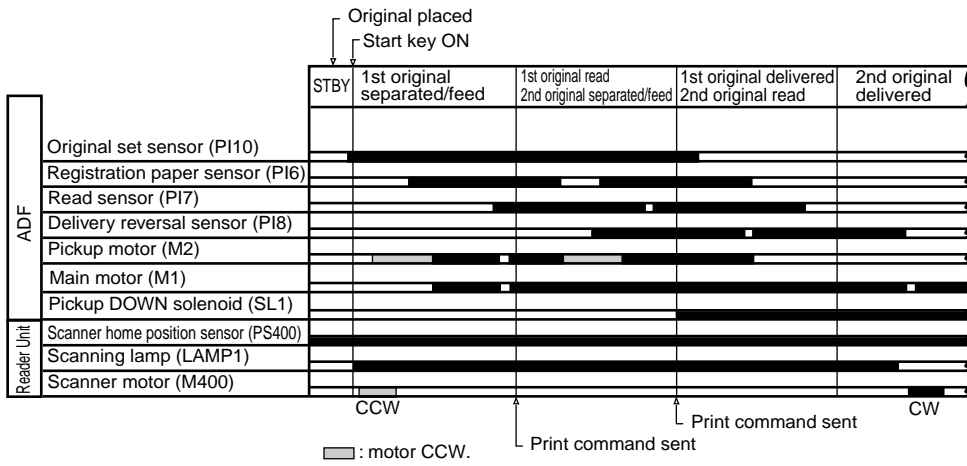 Original placed
Start key ON
STBY
1st original
separated/feed
1st original read
2nd original separated/feed
1st original delivered
2nd original read
2nd original
delivered
ADF
Original set sensor (PI10)
Registration paper sensor (PI6)
Read sensor (PI7)
Delivery reversal sensor (PI8)
Pickup motor (M2)
Main motor (M1)
Pickup DOWN solenoid (SL1)
Reader Unit
Scanner home position sensor (PS400)
Scanning lamp (LAMP1)
Scanner motor (M400)
CCW
CW
Print command sent
Print command sent
: motor CCW.